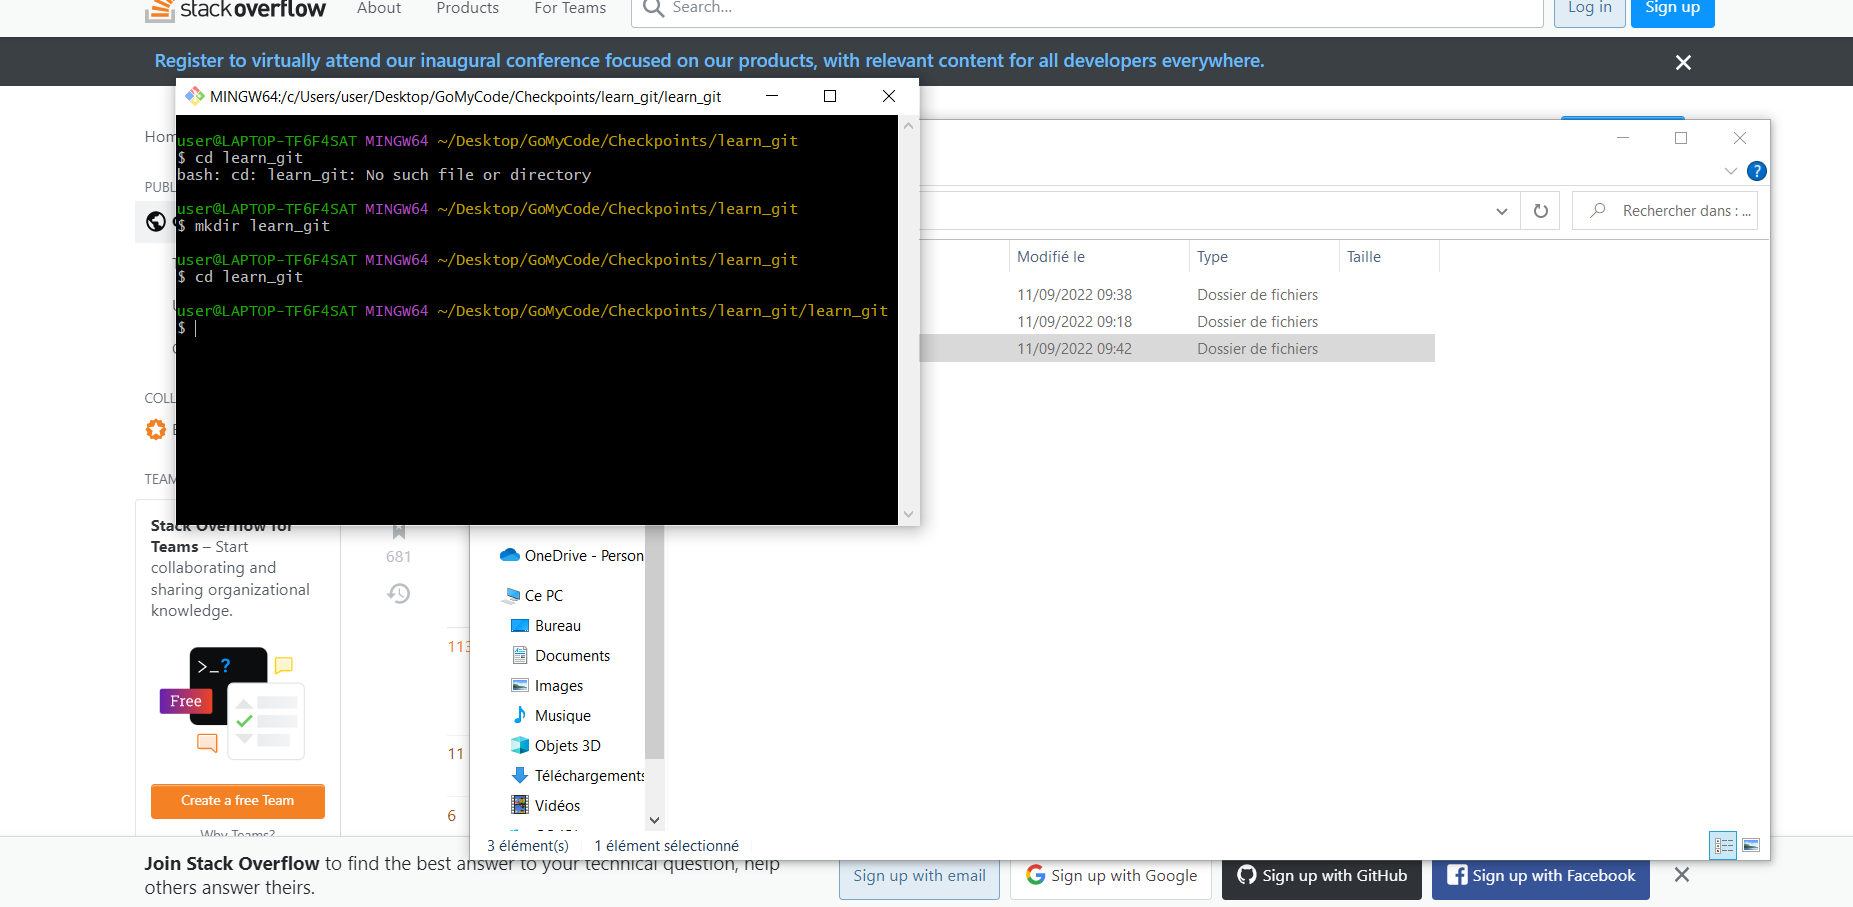 stackoverflow About Products For Teams Search... Log in Sign up
Register to virtually attend our inaugural conference focused on our products, with relevant content for all developers everywhere.
MINGW64:/c/Users/user/Desktop/GoMyCode/Checkpoints/learn_git/learn_git
user@LAPTOP-TF6F4SAT MINGW64 ~/Desktop/GoMyCode/Checkpoints/learn_git
$ cd learn_git
bash: cd: learn_git: No such file or directory
user@LAPTOP-TF6F4SAT MINGW64 ~/Desktop/GoMyCode/Checkpoints/learn_git
$ mkdir learn_git
user@LAPTOP-TF6F4SAT MINGW64 ~/Desktop/GoMyCode/Checkpoints/learn_git
$ cd learn_git
user@LAPTOP-TF6F4SAT MINGW64 ~/Desktop/GoMyCode/Checkpoints/learn_git/learn_git
$
Hom
PUBL
COLL
TEAM
Rechercher dans : ...
Modifié le Type Taille
11/09/2022 09:38 Dossier de fichiers
11/09/2022 09:18 Dossier de fichiers
11/09/2022 09:42 Dossier de fichiers
Stack Overflow for
Teams – Start
collaborating and
sharing organizational
knowledge.
>_?
Free
Create a free Team
Why Teams?
681
113
11
6
OneDrive - Person
Ce PC
Bureau
Documents
Images
Musique
Objets 3D
Téléchargements
Vidéos
3 élément(s) 1 élément sélectionné
Join Stack Overflow to find the best answer to your technical question, help
others answer theirs.
Sign up with email
Sign up with Google
Sign up with GitHub
Sign up with Facebook